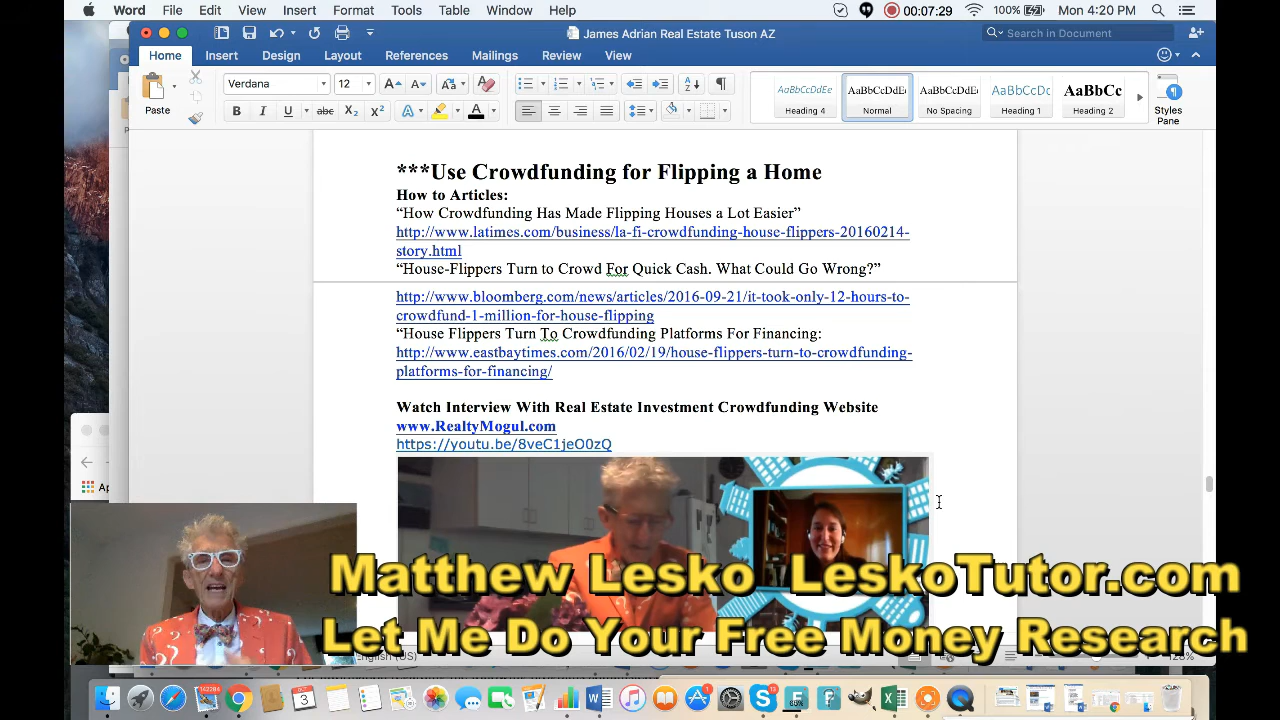 Word File Edit View Insert Format Tools Table Window Help 00:07:29 100% Mon 4:20 PM
James Adrian Real Estate Tuson AZ
Search in Document
Home Insert Design Layout References Mailings Review View
Verdana 12
Paste
AaBbCcDdEe AaBbCcDdEe AaBbCcDdEe AaBbCcDc AaBbCc
Heading 4 Normal No Spacing Heading 1 Heading 2
Styles
Pane
***Use Crowdfunding for Flipping a Home
How to Articles:
“How Crowdfunding Has Made Flipping Houses a Lot Easier”
http://www.latimes.com/business/la-fi-crowdfunding-house-flippers-20160214-
story.html
“House-Flippers Turn to Crowd For Quick Cash. What Could Go Wrong?”
http://www.bloomberg.com/news/articles/2016-09-21/it-took-only-12-hours-to-
crowdfund-1-million-for-house-flipping
“House Flippers Turn To Crowdfunding Platforms For Financing:
http://www.eastbaytimes.com/2016/02/19/house-flippers-turn-to-crowdfunding-
platforms-for-financing/
Watch Interview With Real Estate Investment Crowdfunding Website
www.RealtyMogul.com
https://youtu.be/8veC1jeO0zQ
Matthew Lesko LeskoTutor.com
Let Me Do Your Free Money Research
English (US) 128%